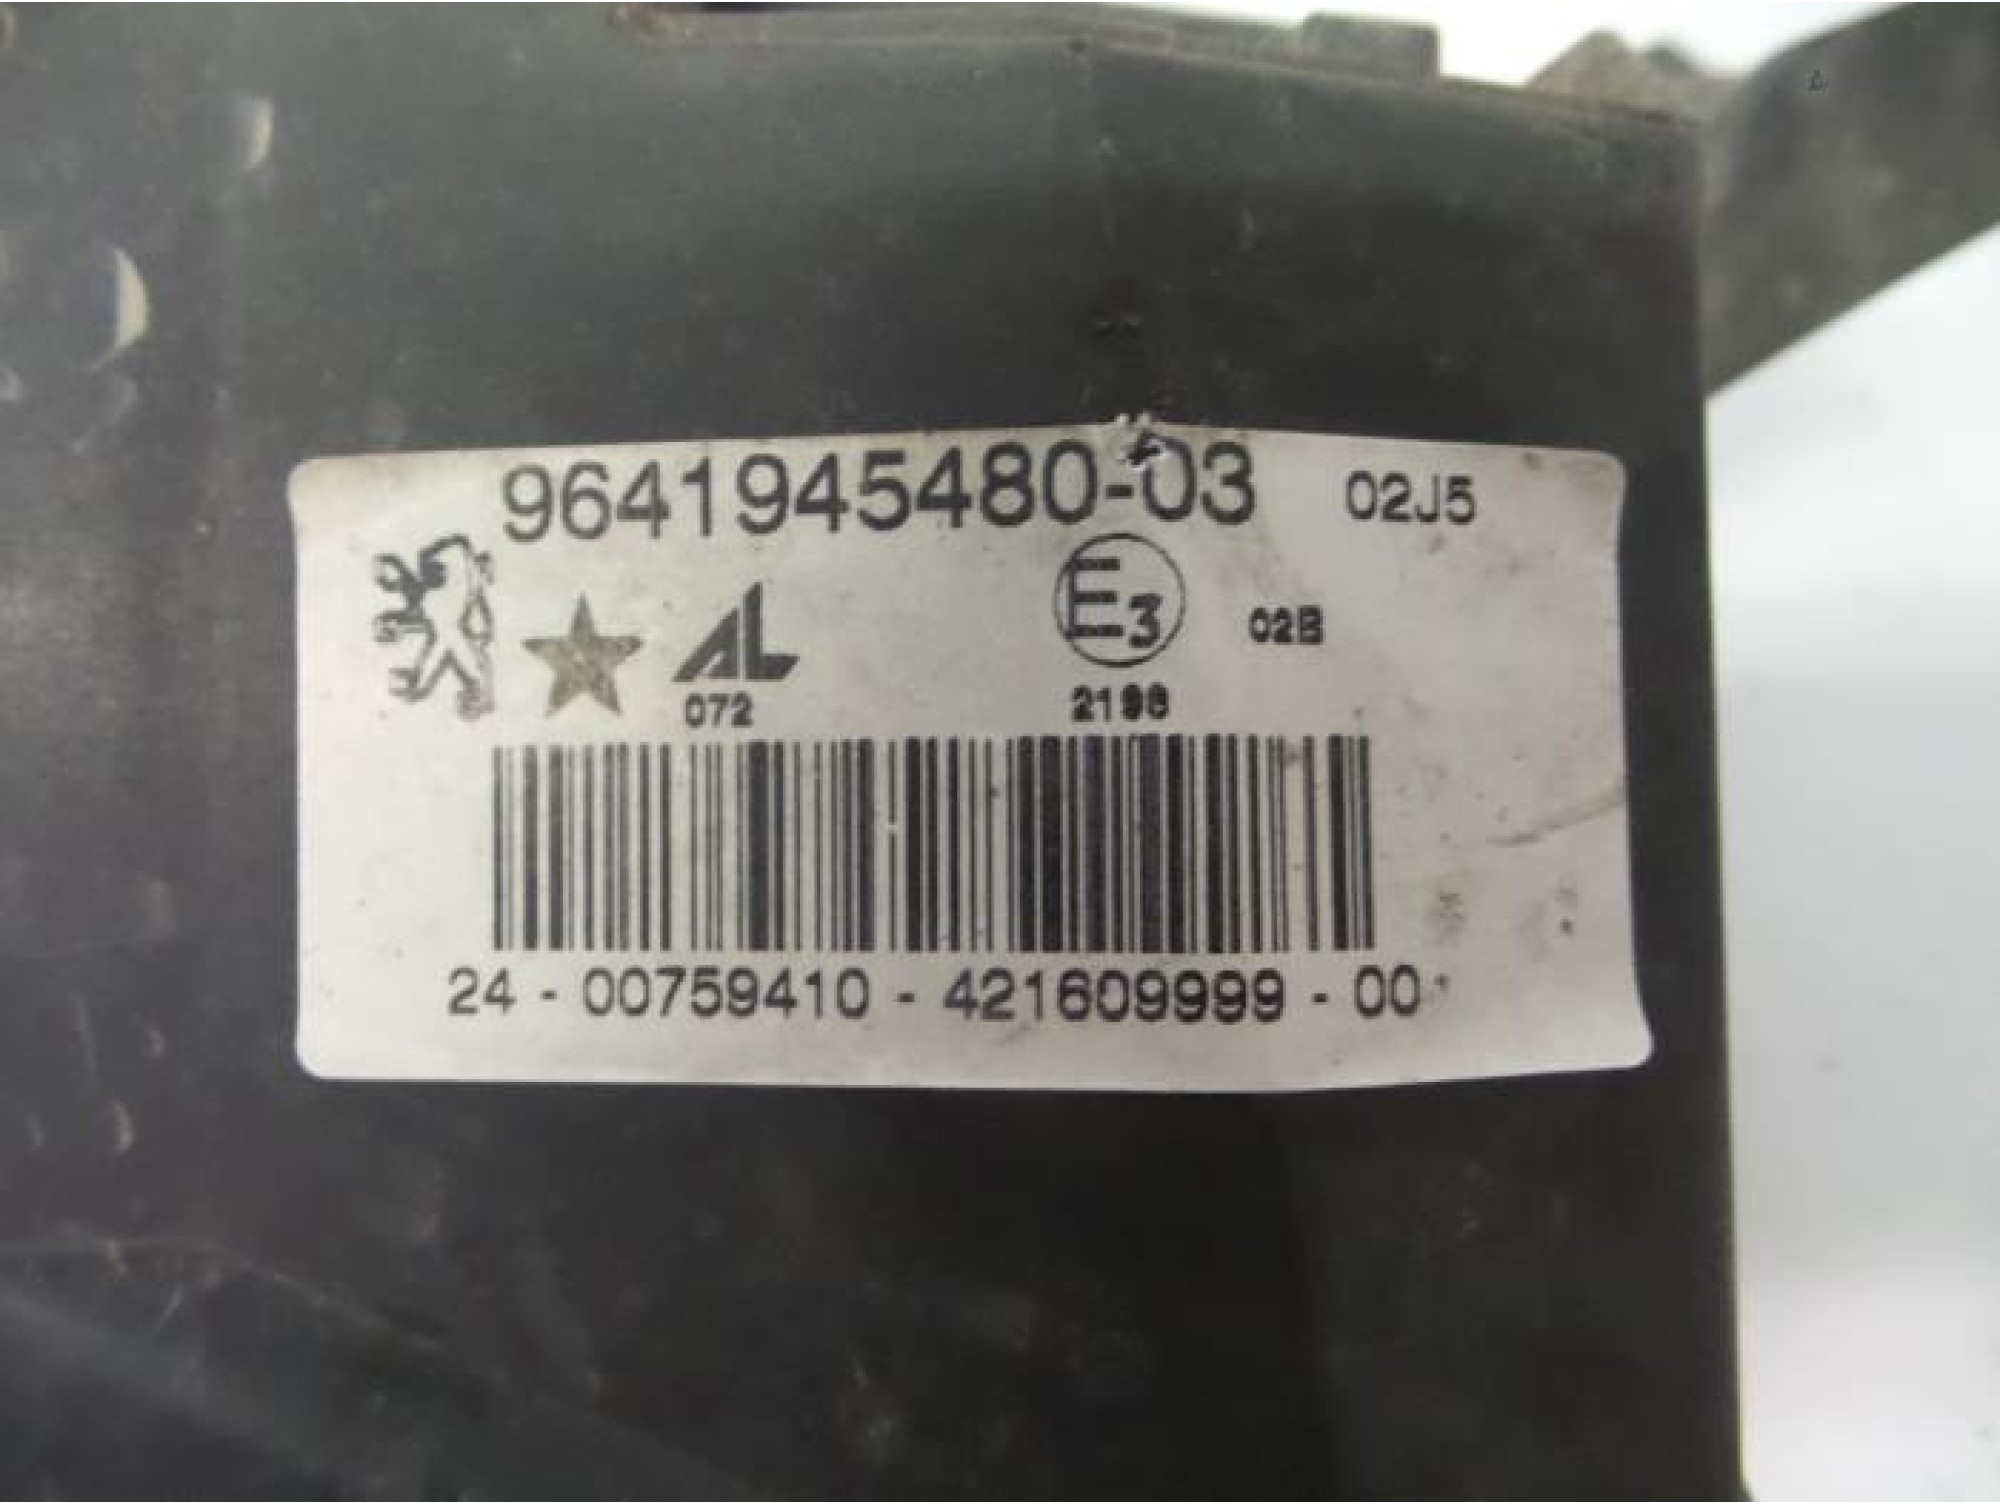 9641945480-03 02J5
AL E3 02B
072 2198
24 - 00759410 - 421609999 - 00